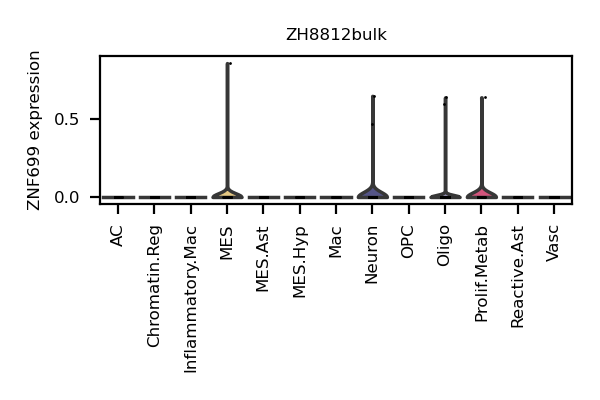 ZH8812bulk
ZNF699 expression
0.5
0.0
AC
Chromatin.Reg
Inflammatory.Mac
MES
MES.Ast
MES.Hyp
Mac
Neuron
OPC
Oligo
Prolif.Metab
Reactive.Ast
Vasc